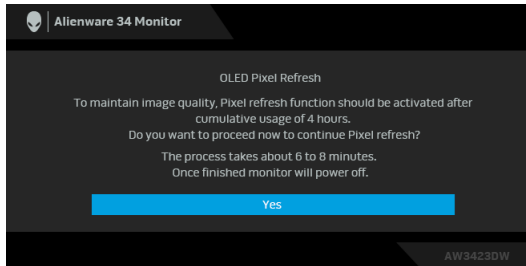 Alienware 34 Monitor
OLED Pixel Refresh
To maintain image quality, Pixel refresh function should be activated after
cumulative usage of 4 hours.
Do you want to proceed now to continue Pixel refresh?
The process takes about 6 to 8 minutes.
Once finished monitor will power off.
Yes
AW3423DW